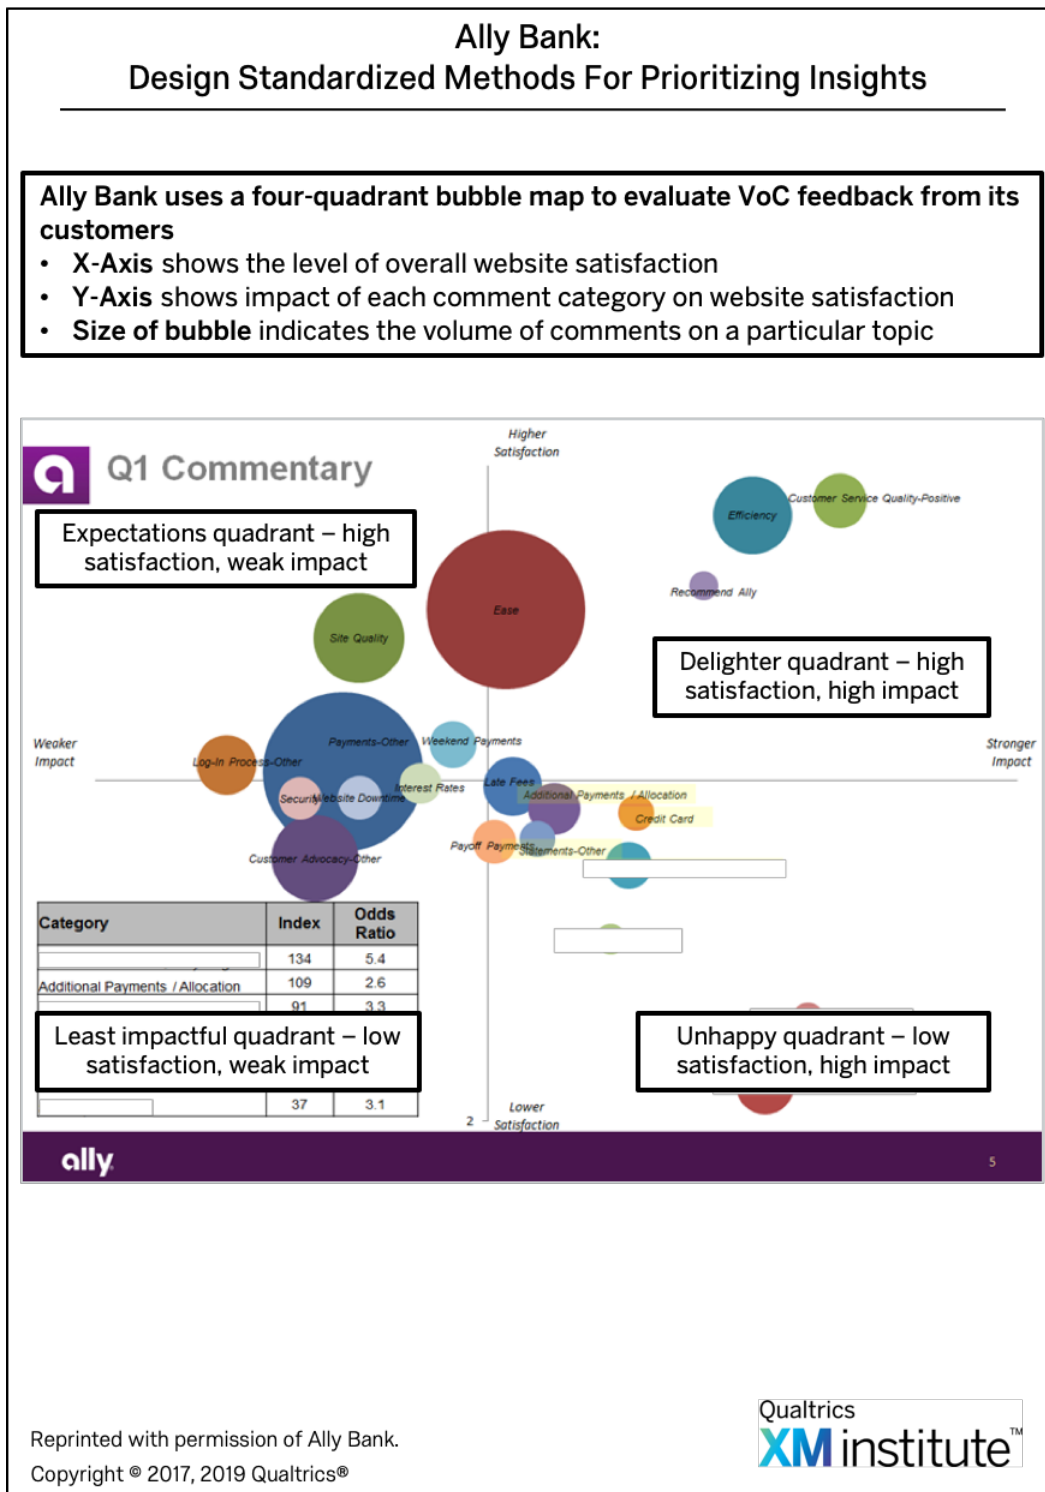 Ally Bank:
Design Standardized Methods For Prioritizing Insights
Ally Bank uses a four-quadrant bubble map to evaluate VoC feedback from its
customers
• X-Axis shows the level of overall website satisfaction
• Y-Axis shows impact of each comment category on website satisfaction
• Size of bubble indicates the volume of comments on a particular topic
Q1 Commentary
Higher
Satisfaction
Expectations quadrant – high
satisfaction, weak impact
Efficiency
Customer Service Quality-Positive
Recommend Ally
Ease
Site Quality
Delighter quadrant – high
satisfaction, high impact
Weaker
Impact
Stronger
Impact
Payments-Other
Weekend Payments
Log-In Process-Other
Interest Rates
Late Fees
Security
Website Downtime
Additional Payments / Allocation
Credit Card
Payoff Payments
Statements-Other
Customer Advocacy-Other
Category Index Odds
Ratio
134 5.4
Additional Payments / Allocation 109 2.6
91 3.3
Least impactful quadrant – low
satisfaction, weak impact
37 3.1
Unhappy quadrant – low
satisfaction, high impact
2
Lower
Satisfaction
ally
5
Reprinted with permission of Ally Bank.
Copyright © 2017, 2019 Qualtrics®
Qualtrics
XM institute™